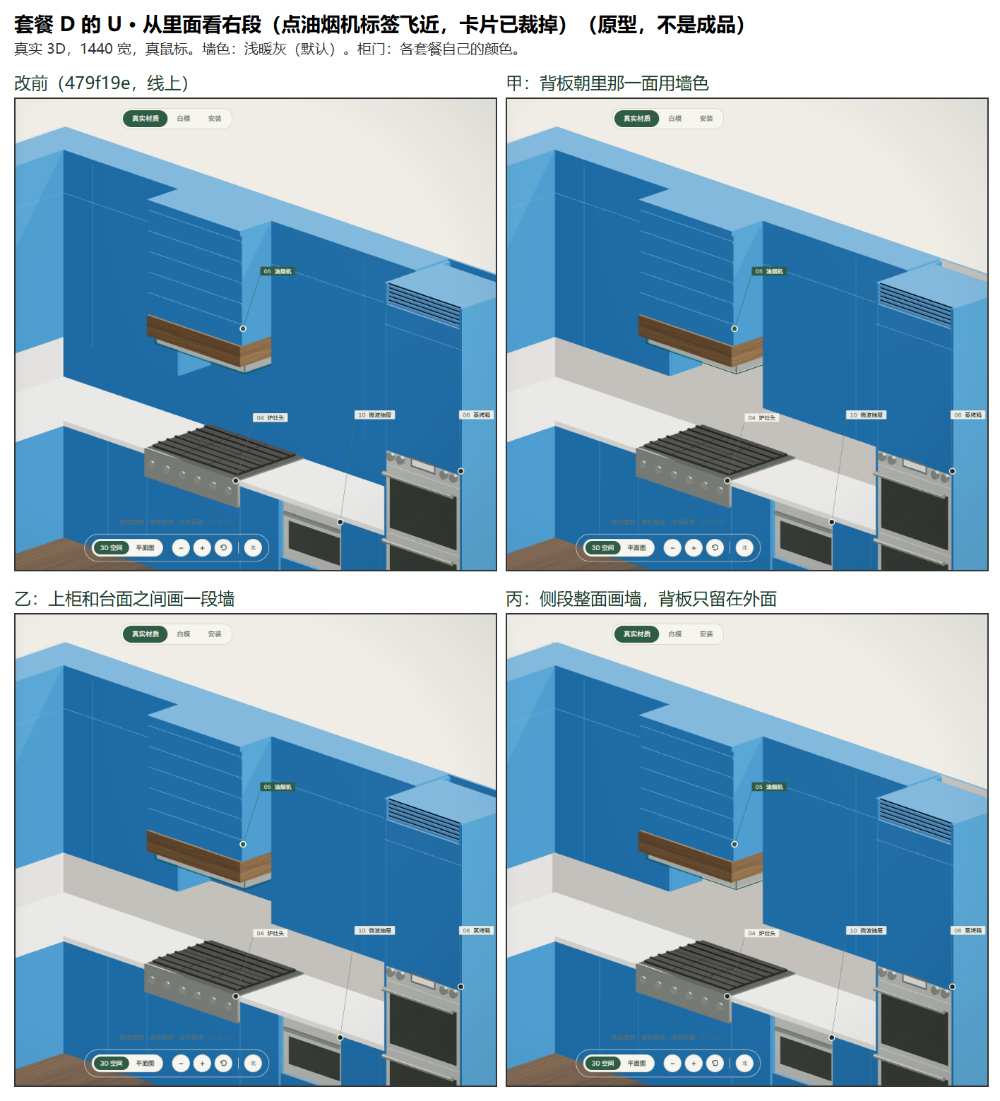 套餐 D 的 U・从里面看右段（点油烟机标签飞近，卡片已裁掉）（原型，不是成品）
真实 3D，1440 宽，真鼠标。墙色：浅暖灰（默认）。柜门：各套餐自己的颜色。
改前（479f19e，线上）
甲：背板朝里那一面用墙色
真实材质 白模 安装
真实材质 白模 安装
05 油烟机
05 油烟机
04 炉灶头
10 微波抽屉
06 蒸烤箱
04 炉灶头
10 微波抽屉
06 蒸烤箱
3D 空间 平面图
3D 空间 平面图
乙：上柜和台面之间画一段墙
丙：侧段整面画墙，背板只留在外面
真实材质 白模 安装
真实材质 白模 安装
05 油烟机
05 油烟机
04 炉灶头
10 微波抽屉
06 蒸烤箱
04 炉灶头
10 微波抽屉
06 蒸烤箱
3D 空间 平面图
3D 空间 平面图